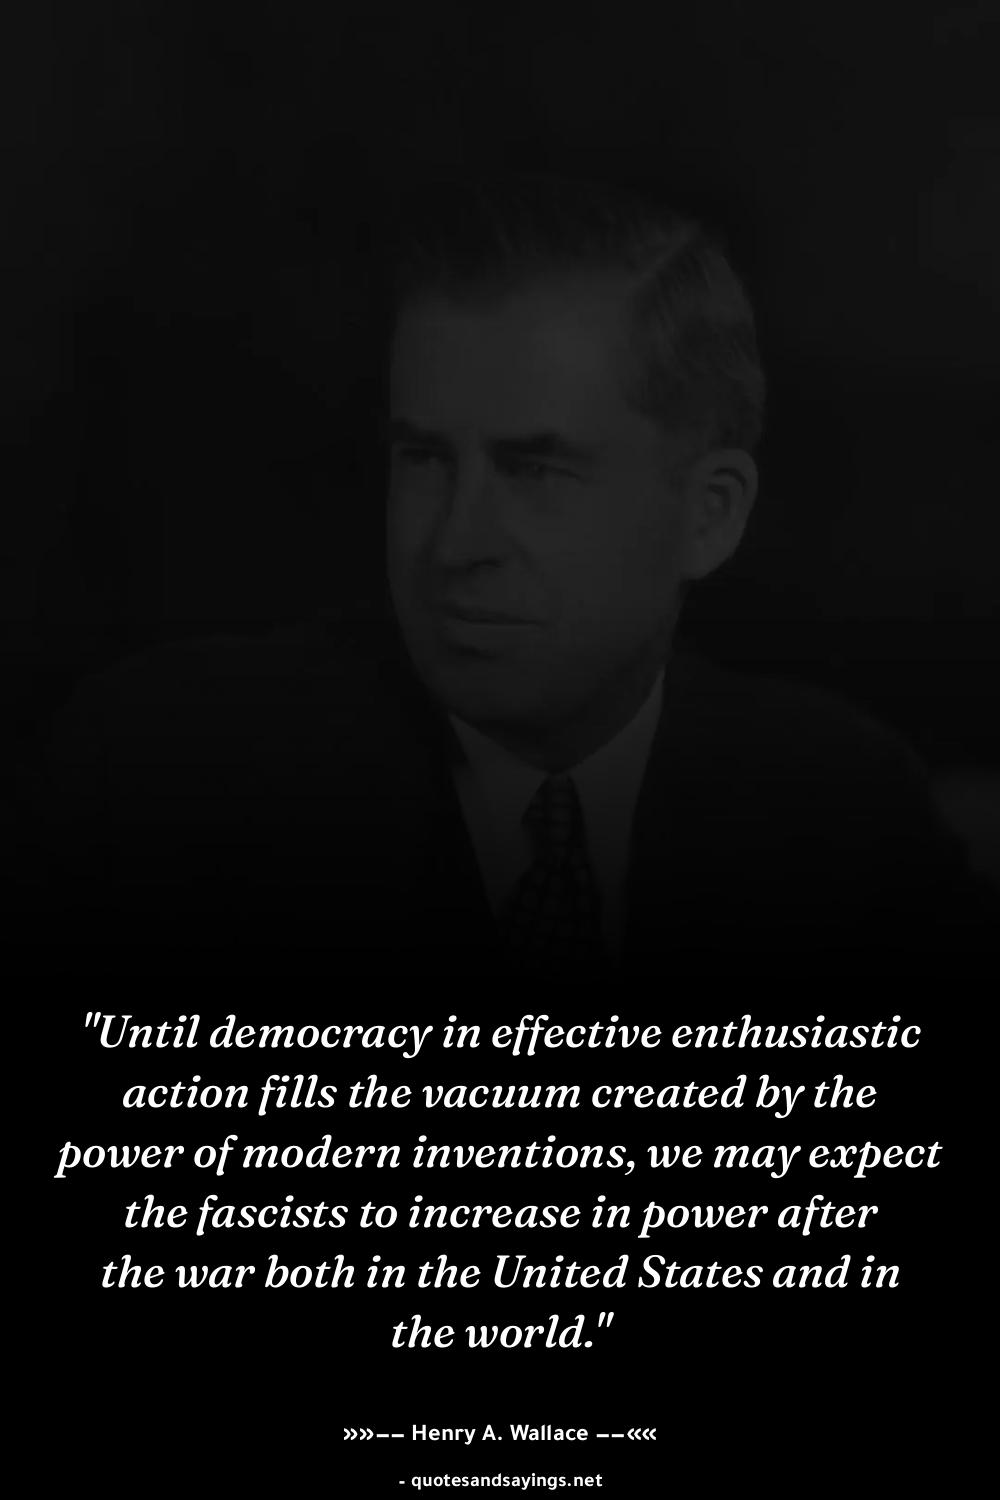 "Until democracy in effective enthusiastic
action fills the vacuum created by the
power of modern inventions, we may expect
the fascists to increase in power after
the war both in the United States and in
the world."
»»−− Henry A. Wallace −−««
- quotesandsayings.net